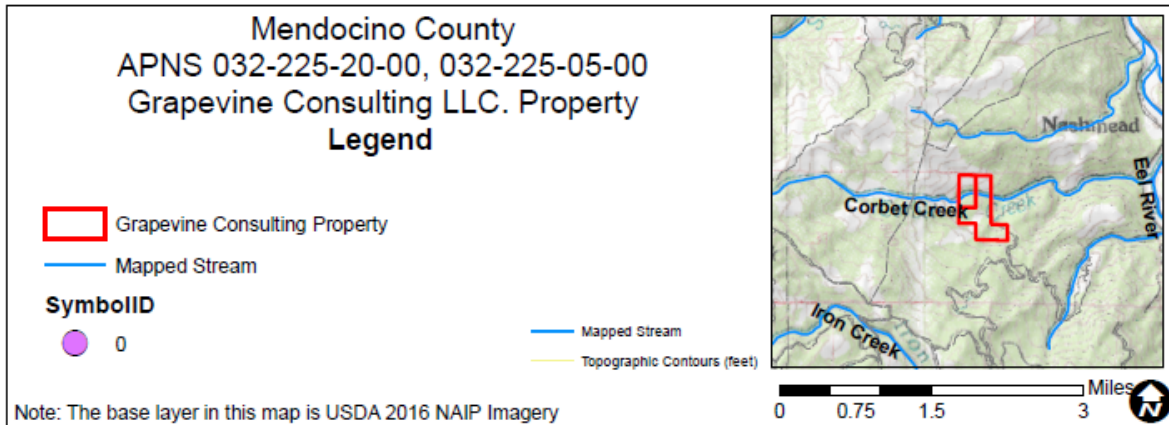 Mendocino County
APNS 032-225-20-00, 032-225-05-00
Grapevine Consulting LLC. Property
Legend
Grapevine Consulting Property
Mapped Stream
SymbolID
0
Mapped Stream
Topographic Contours (feet)
Note: The base layer in this map is USDA 2016 NAIP Imagery
Nashmead
Eel River
Corbet Creek
Creek
Iron Creek
Iron
Miles
0 0.75 1.5 3
N